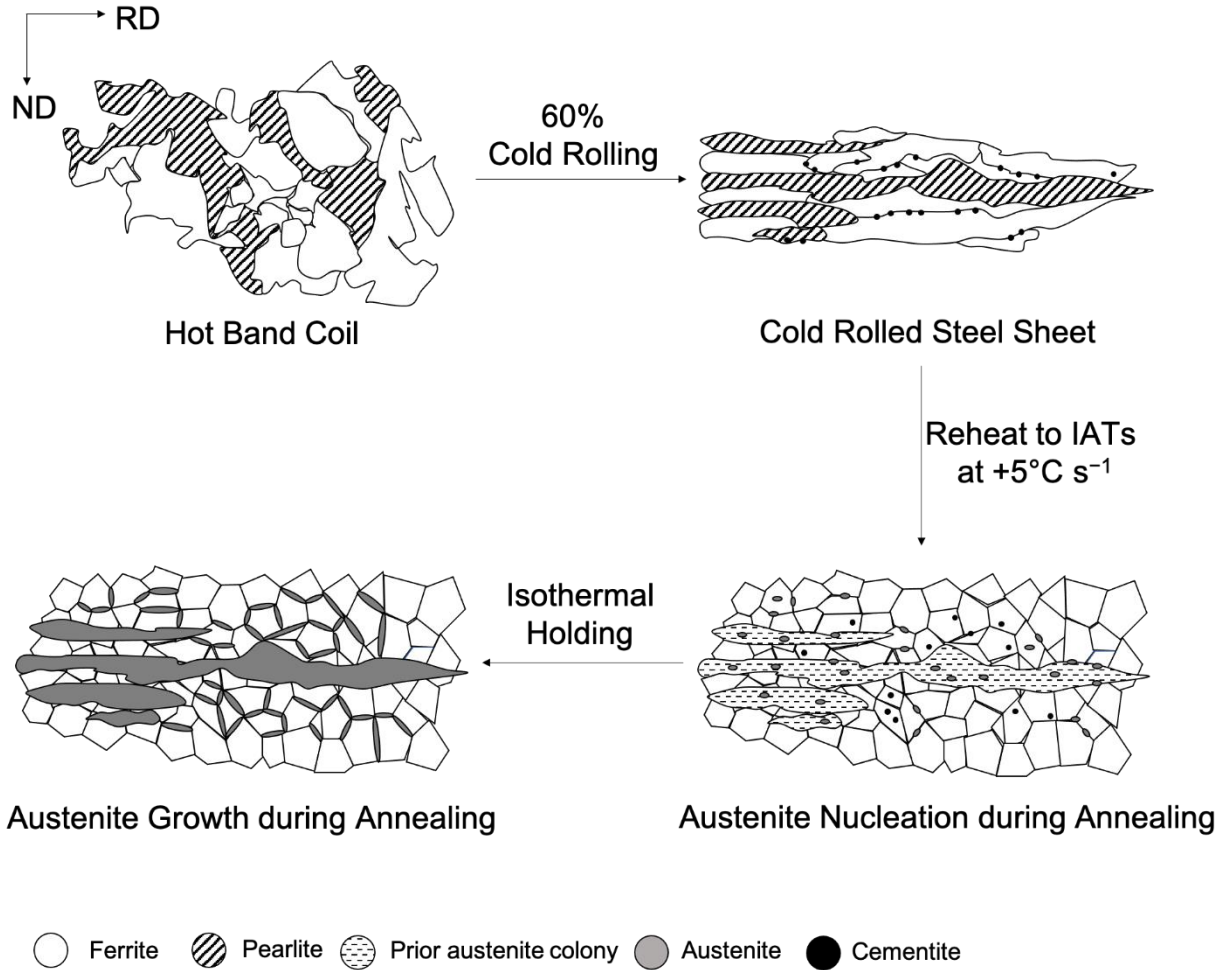 RD
ND
60%
Cold Rolling
Hot Band Coil
Cold Rolled Steel Sheet
Reheat to IATs
at +5°C s⁻¹
Isothermal
Holding
Austenite Growth during Annealing
Austenite Nucleation during Annealing
Ferrite
Pearlite
Prior austenite colony
Austenite
Cementite